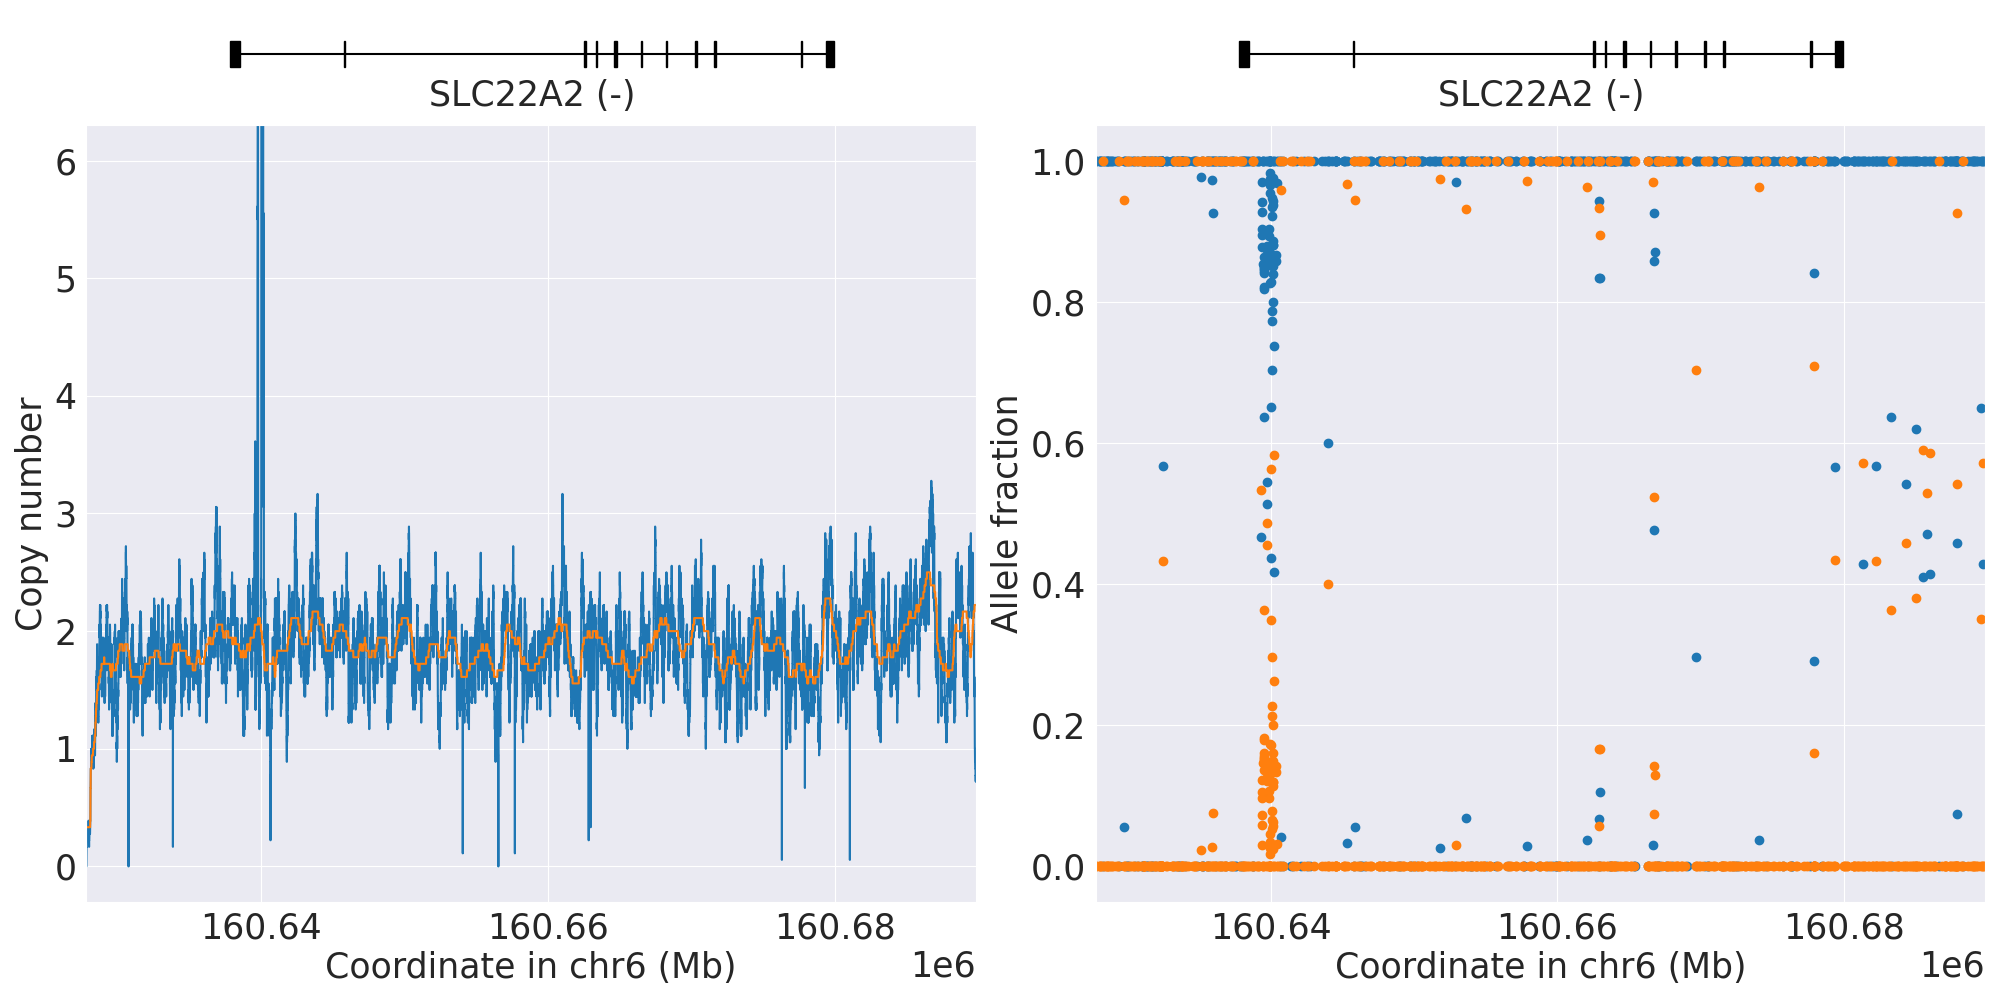 SLC22A2 (-)
Copy number
6
5
4
3
2
1
0
160.64
160.66
160.68
Coordinate in chr6 (Mb)
1e6
SLC22A2 (-)
Allele fraction
1.0
0.8
0.6
0.4
0.2
0.0
160.64
160.66
160.68
Coordinate in chr6 (Mb)
1e6